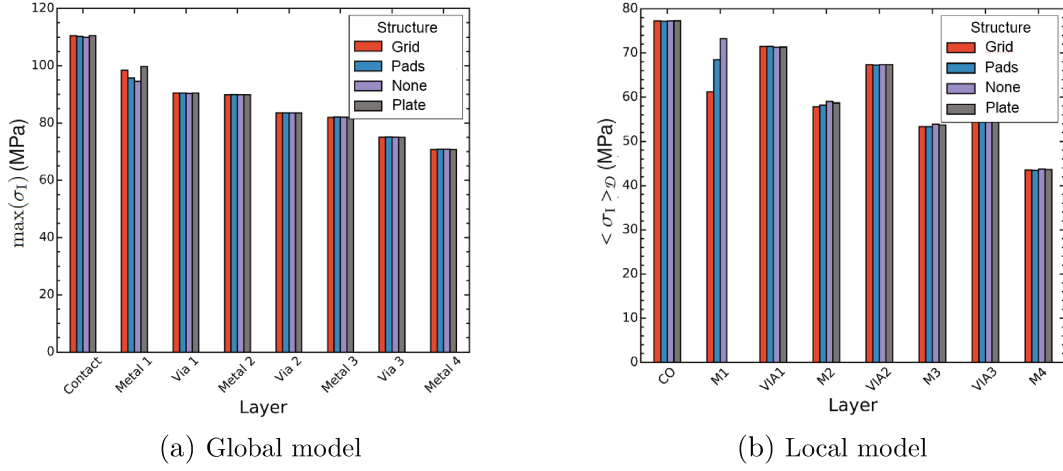 120
100
80
60
40
20
0
max(σI) (MPa)
Structure
Grid
Pads
None
Plate
Contact
Metal 1
Via 1
Metal 2
Via 2
Metal 3
Via 3
Metal 4
Layer
(a) Global model
80
70
60
50
40
30
20
10
0
< σI >𝒟 (MPa)
Structure
Grid
Pads
None
Plate
CO
M1
VIA1
M2
VIA2
M3
VIA3
M4
Layer
(b) Local model